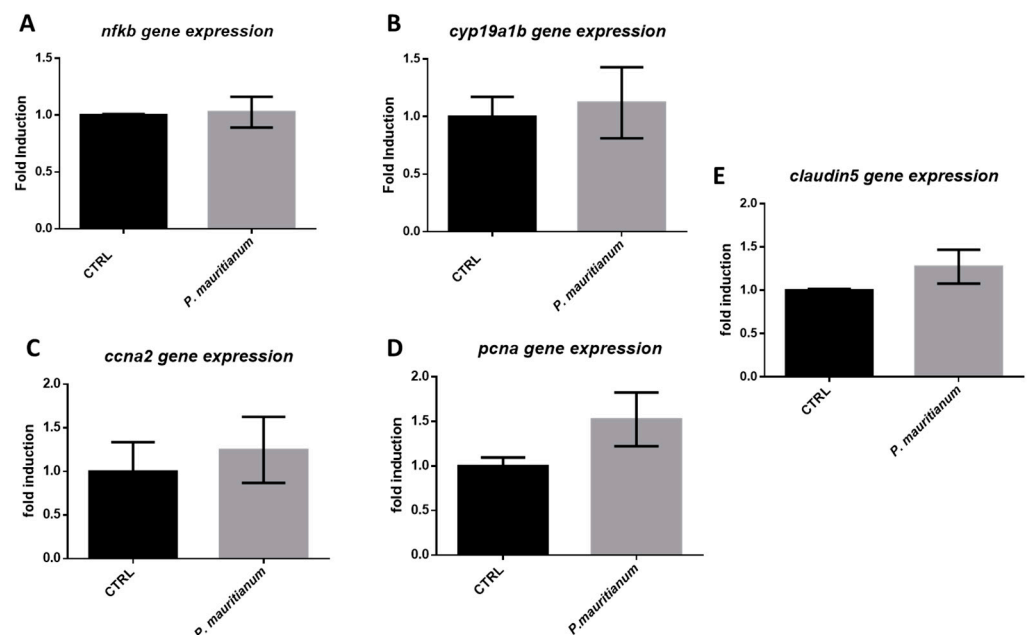 A
nfkb gene expression
Fold Induction
1.5
1.0
0.5
0.0
CTRL
P. mauritianum
B
cyp19a1b gene expression
Fold Induction
1.5
1.0
0.5
0.0
CTRL
P. mauritianum
C
ccna2 gene expression
fold induction
2.0
1.5
1.0
0.5
0.0
CTRL
P. mauritianum
D
pcna gene expression
fold induction
2.0
1.5
1.0
0.5
0.0
CTRL
P.mauritianum
E
claudin5 gene expression
fold induction
2.0
1.5
1.0
0.5
0.0
CTRL
P. mauritianum